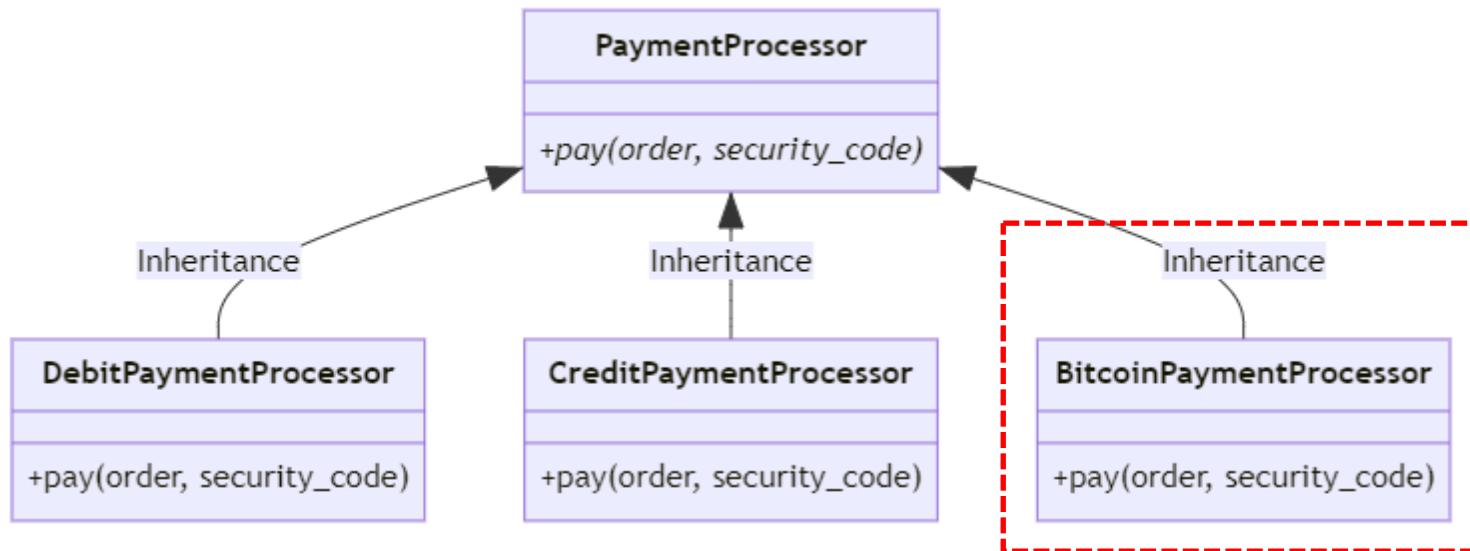 PaymentProcessor
+pay(order, security_code)
Inheritance
Inheritance
Inheritance
DebitPaymentProcessor
+pay(order, security_code)
CreditPaymentProcessor
+pay(order, security_code)
BitcoinPaymentProcessor
+pay(order, security_code)